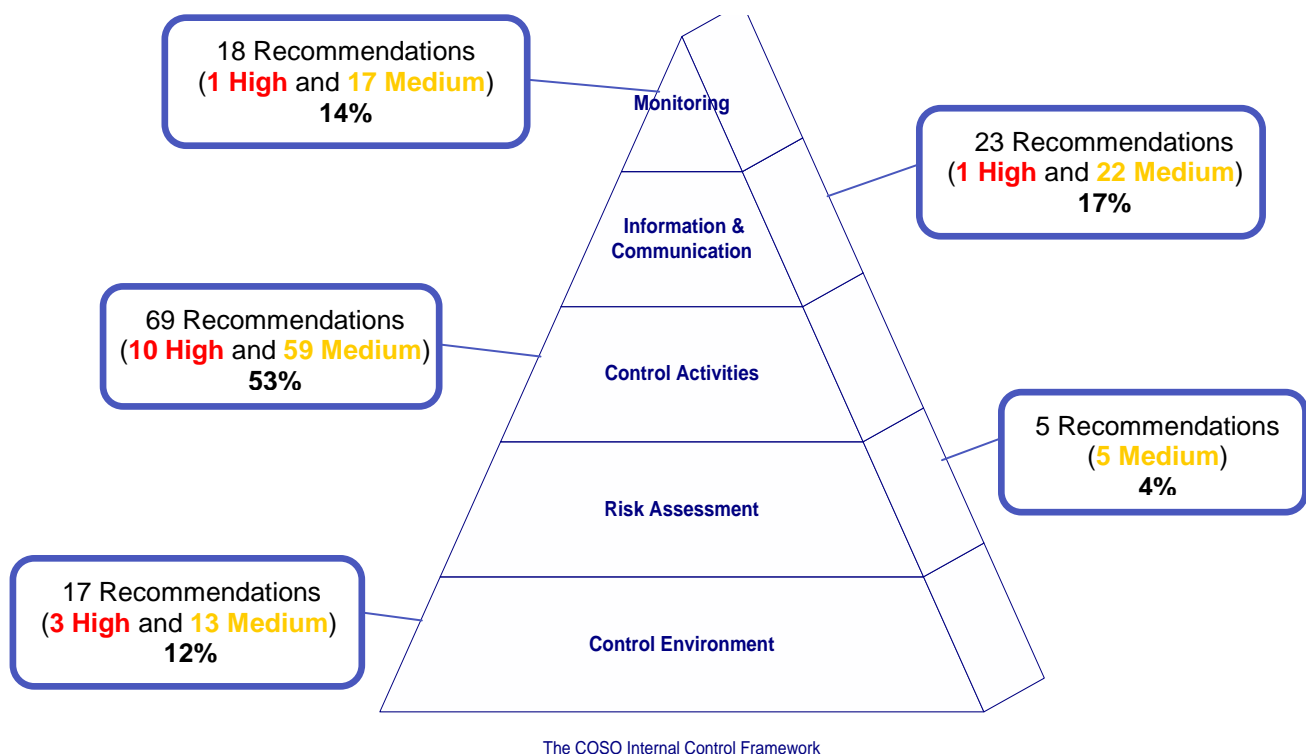 18 Recommendations
(1 High and 17 Medium)
14%
Monitoring
23 Recommendations
(1 High and 22 Medium)
17%
Information &
Communication
69 Recommendations
(10 High and 59 Medium)
53%
Control Activities
5 Recommendations
(5 Medium)
4%
Risk Assessment
17 Recommendations
(3 High and 13 Medium)
12%
Control Environment
The COSO Internal Control Framework